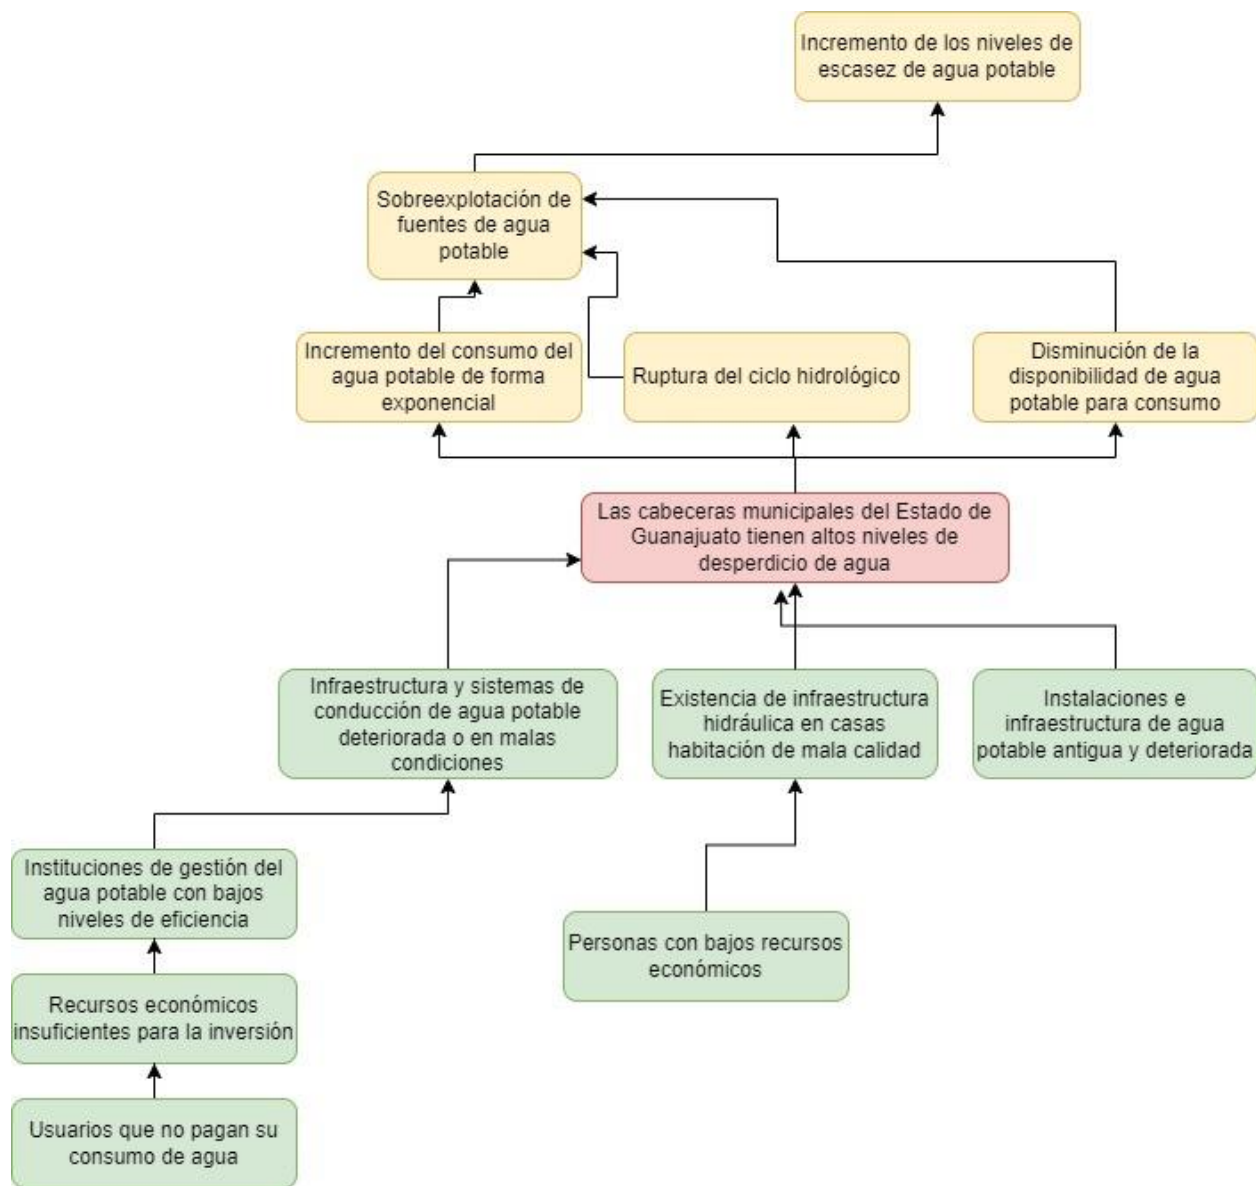 Incremento de los niveles de
escasez de agua potable
Sobreexplotación de
fuentes de agua
potable
Incremento del consumo del
agua potable de forma
exponencial
Ruptura del ciclo hidrológico
Disminución de la
disponibilidad de agua
potable para consumo
Las cabeceras municipales del Estado de
Guanajuato tienen altos niveles de
desperdicio de agua
Infraestructura y sistemas de
conducción de agua potable
deteriorada o en malas
condiciones
Existencia de infraestructura
hidráulica en casas
habitación de mala calidad
Instalaciones e
infraestructura de agua
potable antigua y deteriorada
Instituciones de gestión del
agua potable con bajos
niveles de eficiencia
Personas con bajos recursos
económicos
Recursos económicos
insuficientes para la inversión
Usuarios que no pagan su
consumo de agua